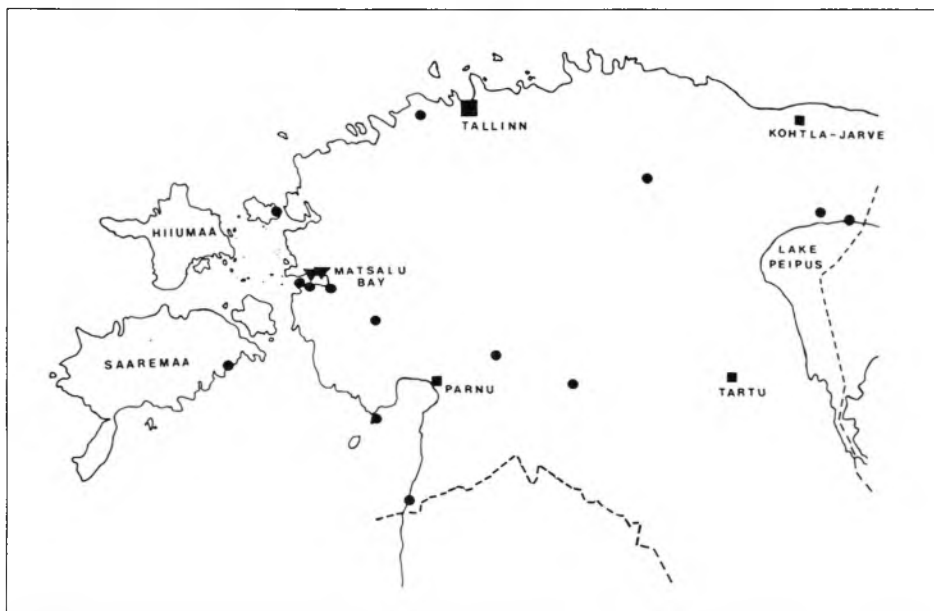 TALLINN
KOHTLA-JARVE
HIIUMAA
LAKE
PEIPUS
MATSALU
BAY
SAAREMAA
PARNU
TARTU